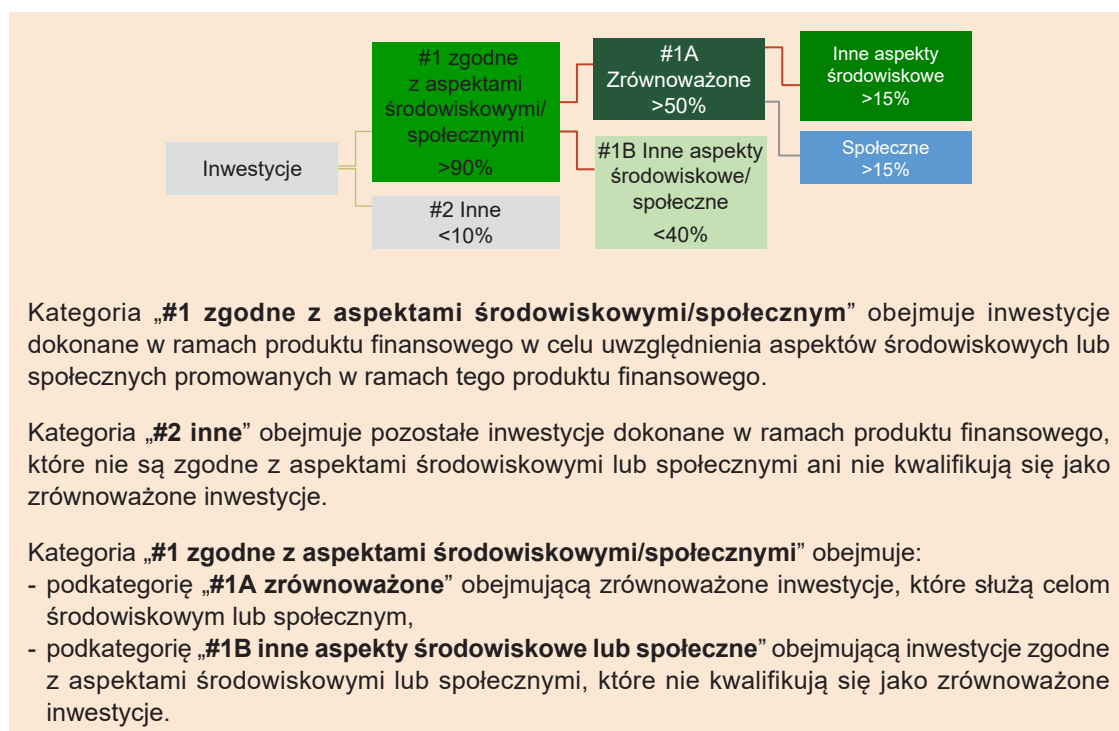 Inwestycje
#1 zgodne
z aspektami
środowiskowymi/
społecznymi
>90%
#2 Inne
<10%
#1A
Zrównoważone
>50%
#1B Inne aspekty
środowiskowe/
społeczne
<40%
Inne aspekty
środowiskowe
>15%
Społeczne
>15%
Kategoria „#1 zgodne z aspektami środowiskowymi/społecznym” obejmuje inwestycje
dokonane w ramach produktu finansowego w celu uwzględnienia aspektów środowiskowych lub
społecznych promowanych w ramach tego produktu finansowego.
Kategoria „#2 inne” obejmuje pozostałe inwestycje dokonane w ramach produktu finansowego,
które nie są zgodne z aspektami środowiskowymi lub społecznymi ani nie kwalifikują się jako
zrównoważone inwestycje.
Kategoria „#1 zgodne z aspektami środowiskowymi/społecznymi” obejmuje:
- podkategorię „#1A zrównoważone” obejmującą zrównoważone inwestycje, które służą celom
środowiskowym lub społecznym,
- podkategorię „#1B inne aspekty środowiskowe lub społeczne” obejmującą inwestycje zgodne
z aspektami środowiskowymi lub społecznymi, które nie kwalifikują się jako zrównoważone
inwestycje.